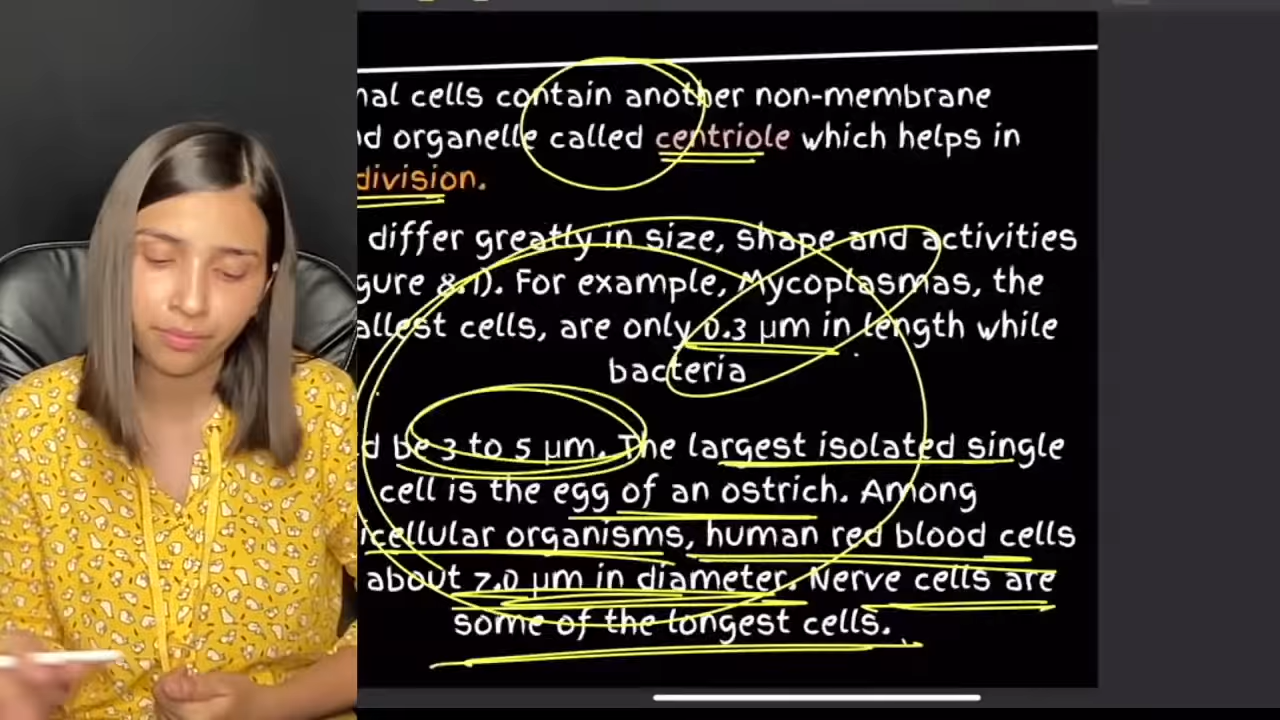 nal cells contain another non-membrane
d organelle called centriole which helps in
division.
differ greatly in size, shape and activities
gure 8.1). For example, Mycoplasmas, the
allest cells, are only 0.3 μm in length while
bacteria
d be 3 to 5 μm. The largest isolated single
cell is the egg of an ostrich. Among
icellular organisms, human red blood cells
about 7.0 μm in diameter. Nerve cells are
some of the longest cells.